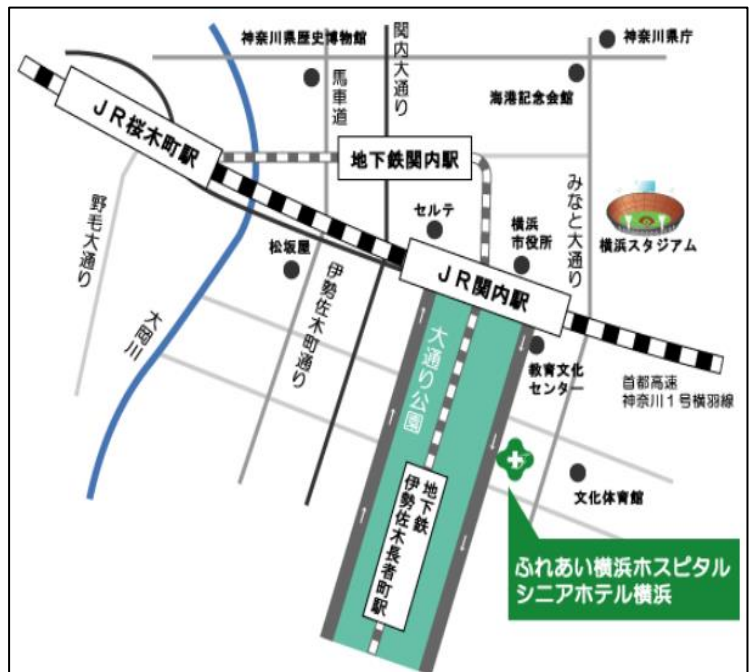 神奈川県歴史博物館
関内大通り
神奈川県庁
馬車道
海港記念会館
JR桜木町駅
地下鉄関内駅
みなと大通り
セルテ
横浜
市役所
横浜スタジアム
野毛大通り
松坂屋
JR関内駅
伊勢佐木町通り
大岡川
大通り公園
教育文化
センター
首都高速
神奈川1号横羽線
地下鉄
伊勢佐木長者町駅
文化体育館
ふれあい横浜ホスピタル
シニアホテル横浜